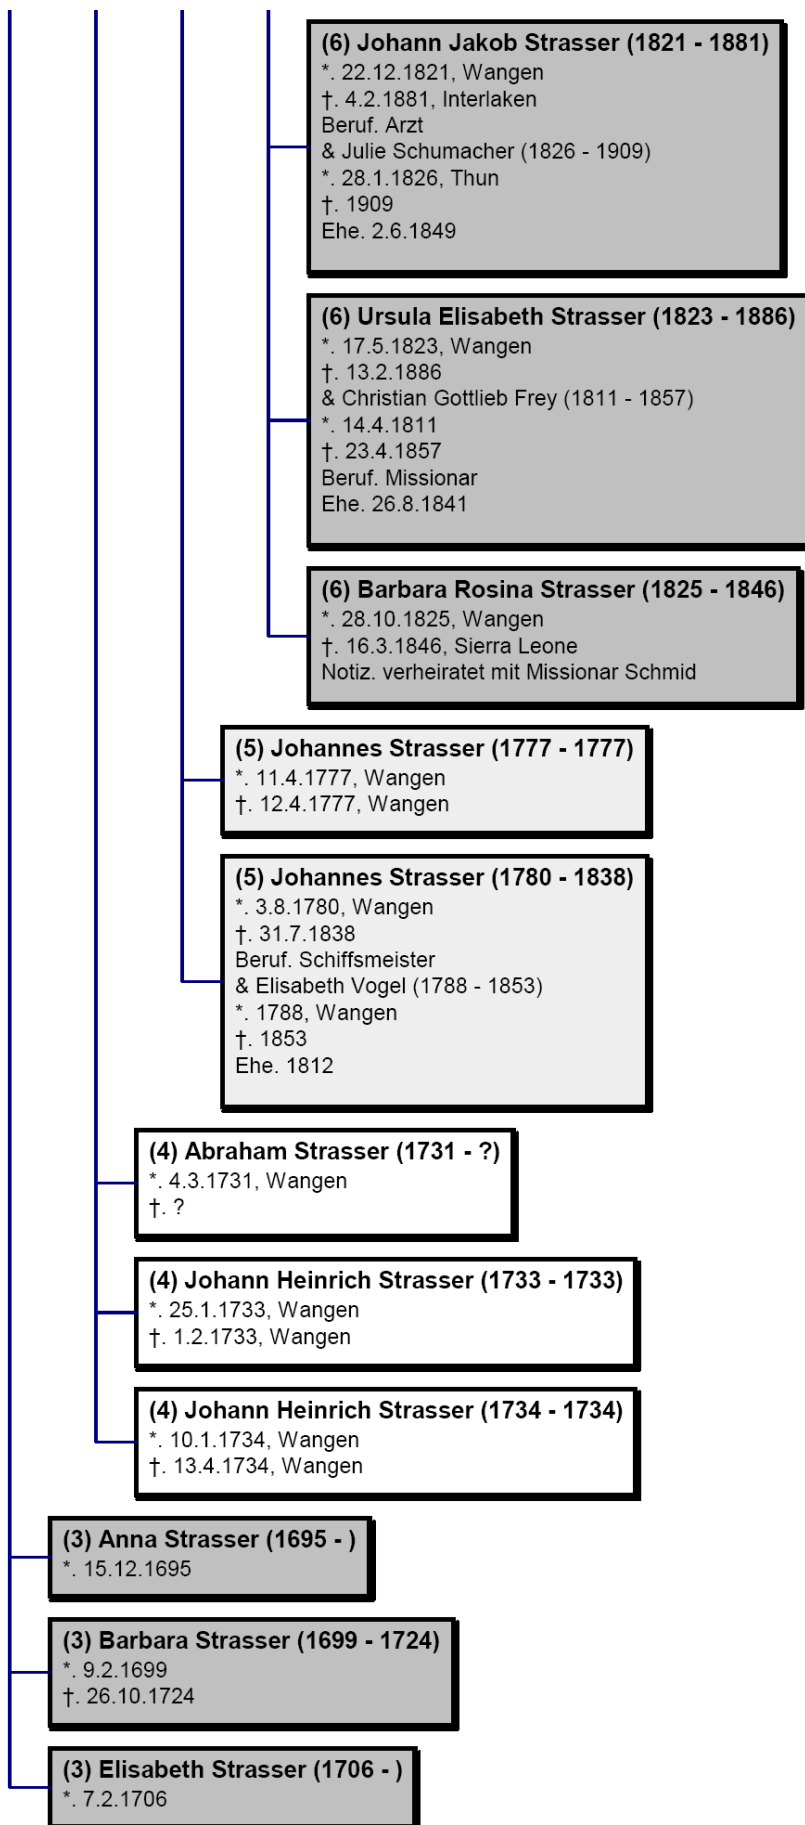 (6) Johann Jakob Strasser (1821 - 1881)
*. 22.12.1821, Wangen
†. 4.2.1881, Interlaken
Beruf. Arzt
& Julie Schumacher (1826 - 1909)
*. 28.1.1826, Thun
†. 1909
Ehe. 2.6.1849
(6) Ursula Elisabeth Strasser (1823 - 1886)
*. 17.5.1823, Wangen
†. 13.2.1886
& Christian Gottlieb Frey (1811 - 1857)
*. 14.4.1811
†. 23.4.1857
Beruf. Missionar
Ehe. 26.8.1841
(6) Barbara Rosina Strasser (1825 - 1846)
*. 28.10.1825, Wangen
†. 16.3.1846, Sierra Leone
Notiz. verheiratet mit Missionar Schmid
(5) Johannes Strasser (1777 - 1777)
*. 11.4.1777, Wangen
†. 12.4.1777, Wangen
(5) Johannes Strasser (1780 - 1838)
*. 3.8.1780, Wangen
†. 31.7.1838
Beruf. Schiffsmeister
& Elisabeth Vogel (1788 - 1853)
*. 1788, Wangen
†. 1853
Ehe. 1812
(4) Abraham Strasser (1731 - ?)
*. 4.3.1731, Wangen
†. ?
(4) Johann Heinrich Strasser (1733 - 1733)
*. 25.1.1733, Wangen
†. 1.2.1733, Wangen
(4) Johann Heinrich Strasser (1734 - 1734)
*. 10.1.1734, Wangen
†. 13.4.1734, Wangen
(3) Anna Strasser (1695 - )
*. 15.12.1695
(3) Barbara Strasser (1699 - 1724)
*. 9.2.1699
†. 26.10.1724
(3) Elisabeth Strasser (1706 - )
*. 7.2.1706